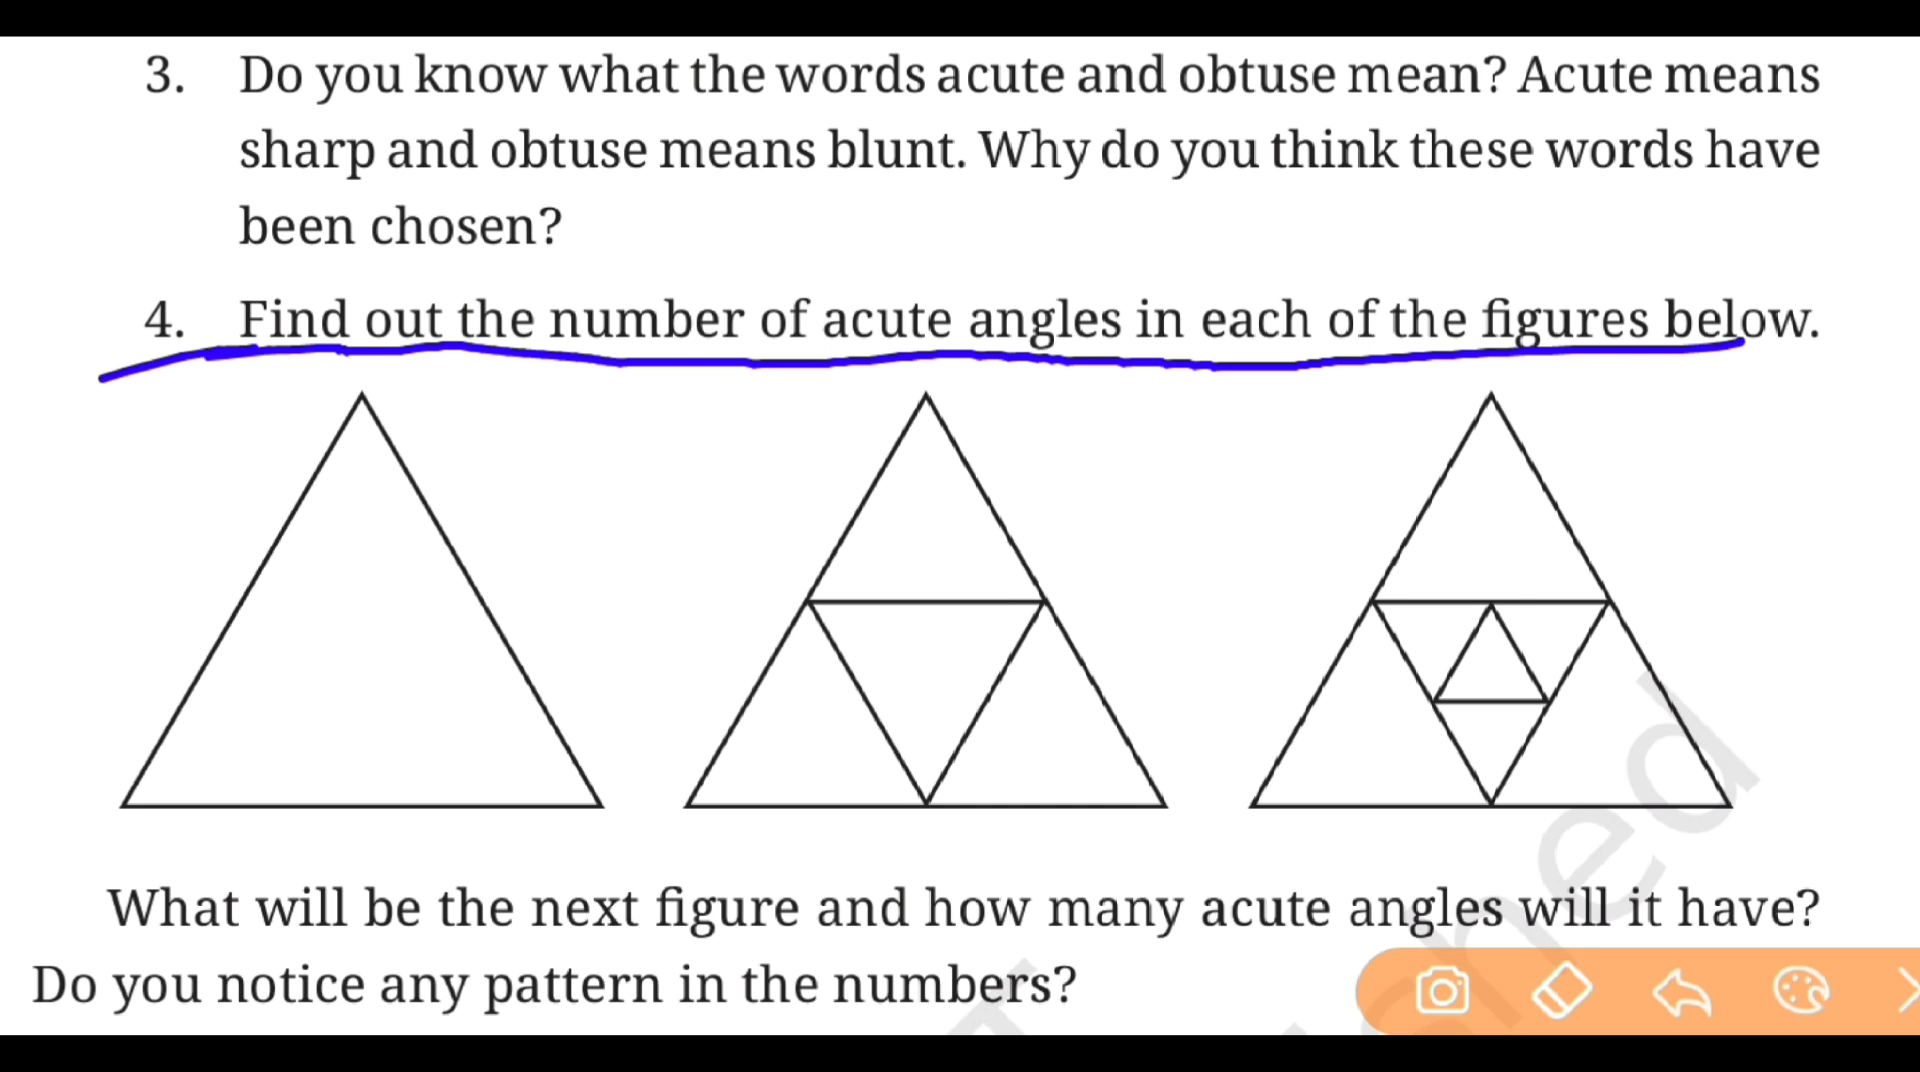 3. Do you know what the words acute and obtuse mean? Acute means
sharp and obtuse means blunt. Why do you think these words have
been chosen?
4. Find out the number of acute angles in each of the figures below.
What will be the next figure and how many acute angles will it have?
Do you notice any pattern in the numbers?